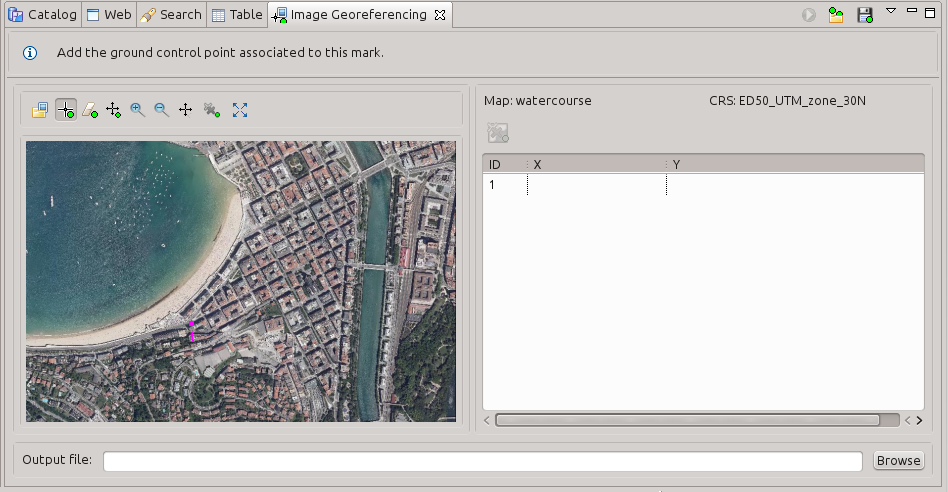 Catalog Web Search Table Image Georeferencing
Add the ground control point associated to this mark.
Map: watercourse CRS: ED50_UTM_zone_30N
ID X Y
1
Output file: Browse